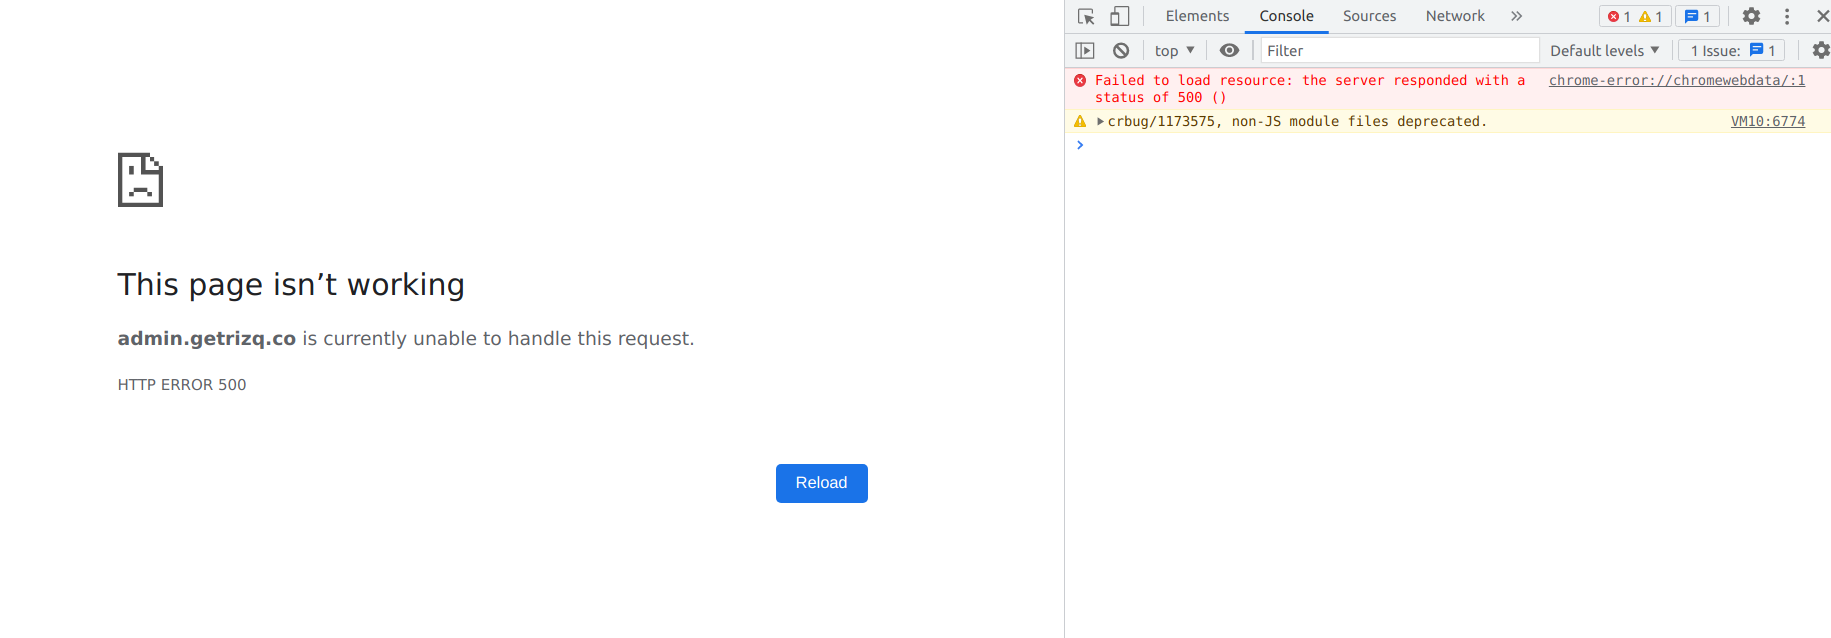 This page isn’t working
admin.getrizq.co is currently unable to handle this request.
HTTP ERROR 500
Reload
Elements Console Sources Network 1 1 1
top Filter Default levels 1 Issue: 1
Failed to load resource: the server responded with a chrome-error://chromewebdata/:1
status of 500 ()
crbug/1173575, non-JS module files deprecated. VM10:6774